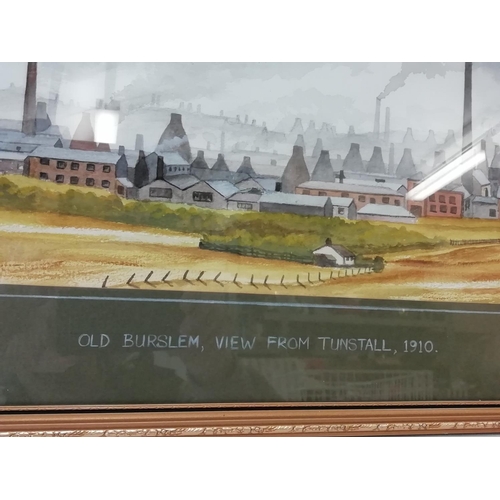 OLD BURSLEM, VIEW FROM TUNSTALL, 1910.